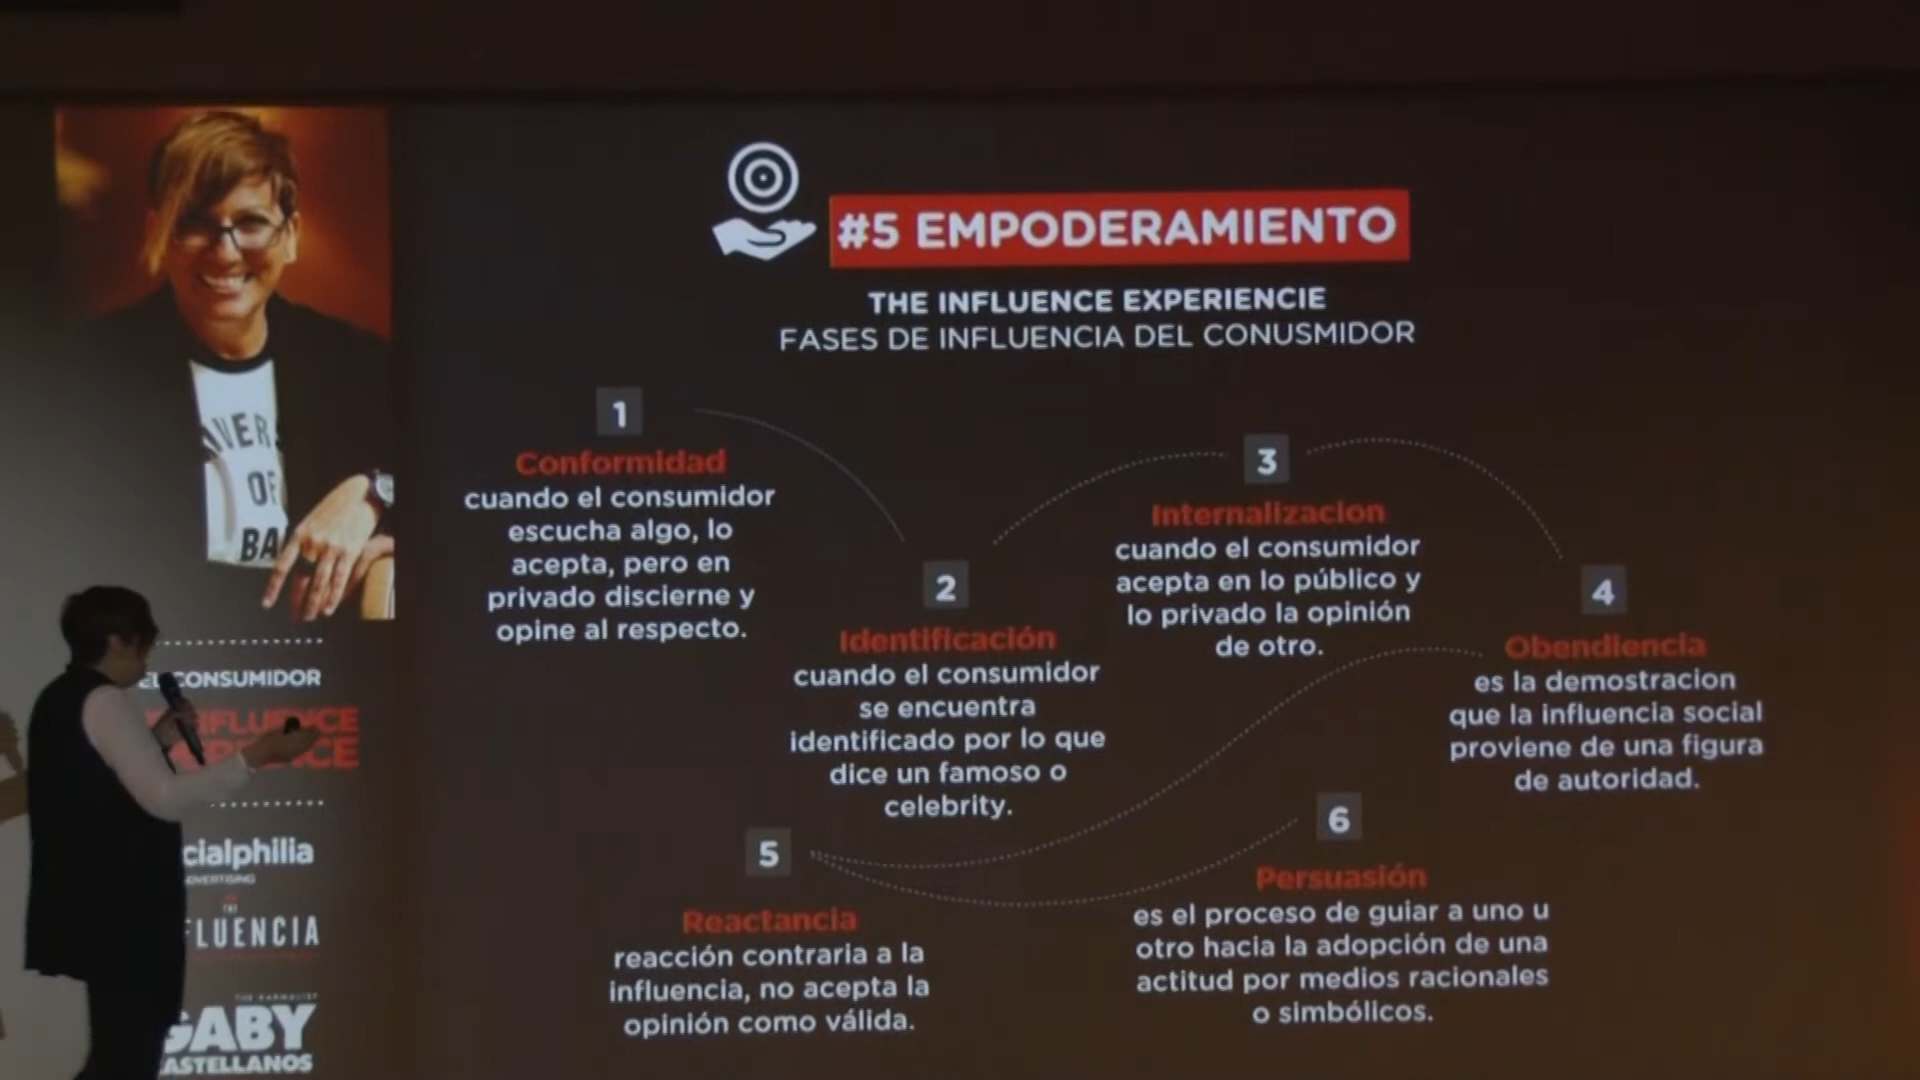 #5 EMPODERAMIENTO
THE INFLUENCE EXPERIENCIE
FASES DE INFLUENCIA DEL CONUSMIDOR
1
Conformidad
cuando el consumidor
escucha algo, lo
acepta, pero en
privado discierne y
opine al respecto.
2
Identificación
cuando el consumidor
se encuentra
identificado por lo que
dice un famoso o
celebrity.
3
Internalizacion
cuando el consumidor
acepta en lo público y
lo privado la opinión
de otro.
4
Obendiencia
es la demostracion
que la influencia social
proviene de una figura
de autoridad.
5
Reactancia
reacción contraria a la
influencia, no acepta la
opinión como válida.
6
Persuasión
es el proceso de guiar a uno u
otro hacia la adopción de una
actitud por medios racionales
o simbólicos.
OF
BA
EL CONSUMIDOR
cialphilia
THE
LUENCIA
GABY
ASTELLANOS